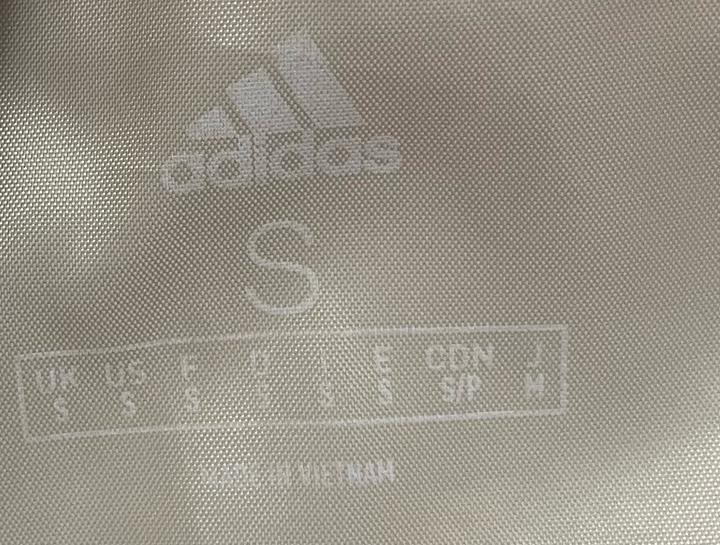 adidas
S
UK US F D I E CDN J
S S S S S S S/P M
MADE IN VIETNAM